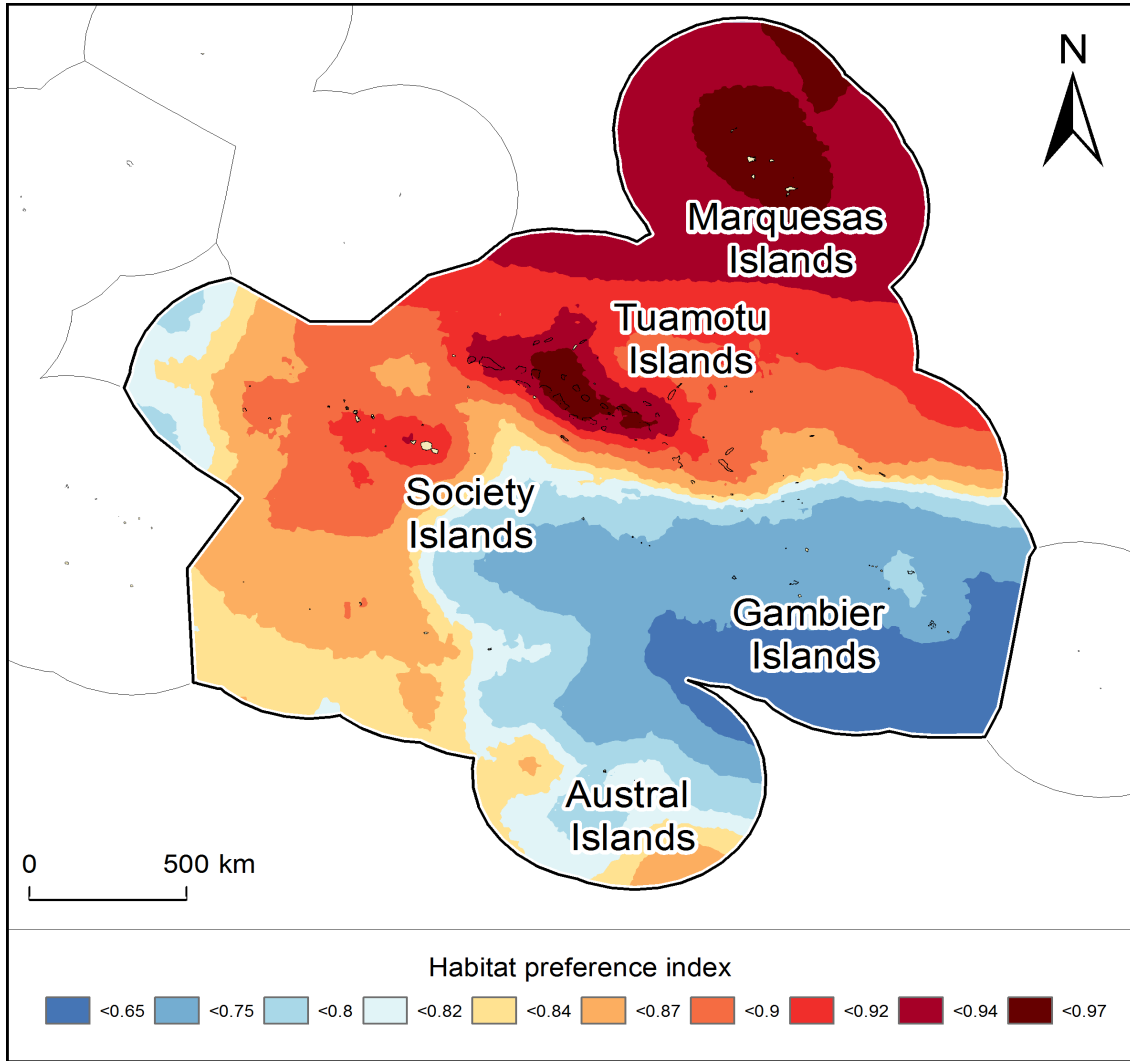 N
Marquesas
Islands
Tuamotu
Islands
Society
Islands
Gambier
Islands
Austral
Islands
0 500 km
Habitat preference index
<0.65 <0.75 <0.8 <0.82 <0.84 <0.87 <0.9 <0.92 <0.94 <0.97